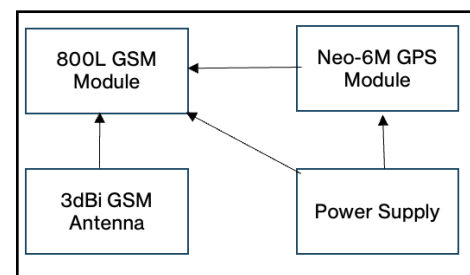 800L GSM
Module
Neo-6M GPS
Module
3dBi GSM
Antenna
Power Supply